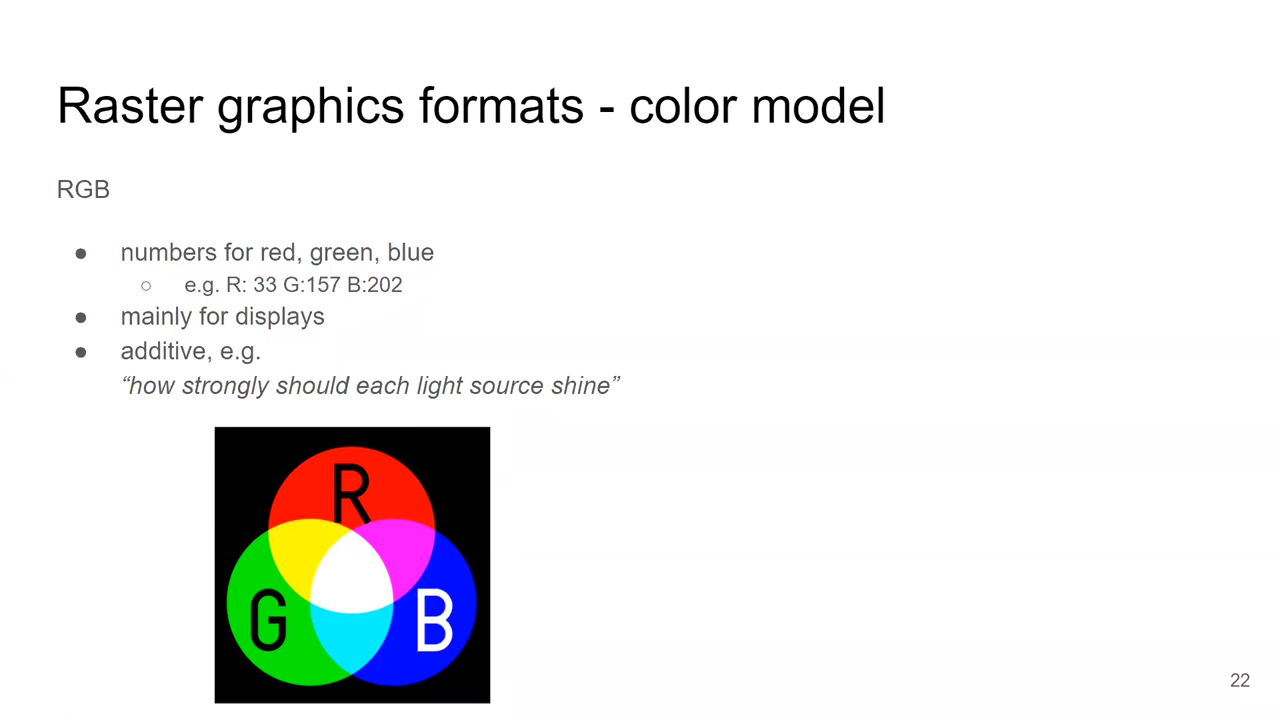 Raster graphics formats - color model
RGB
● numbers for red, green, blue
○ e.g. R: 33 G:157 B:202
● mainly for displays
● additive, e.g.
“how strongly should each light source shine”
R
G B
22